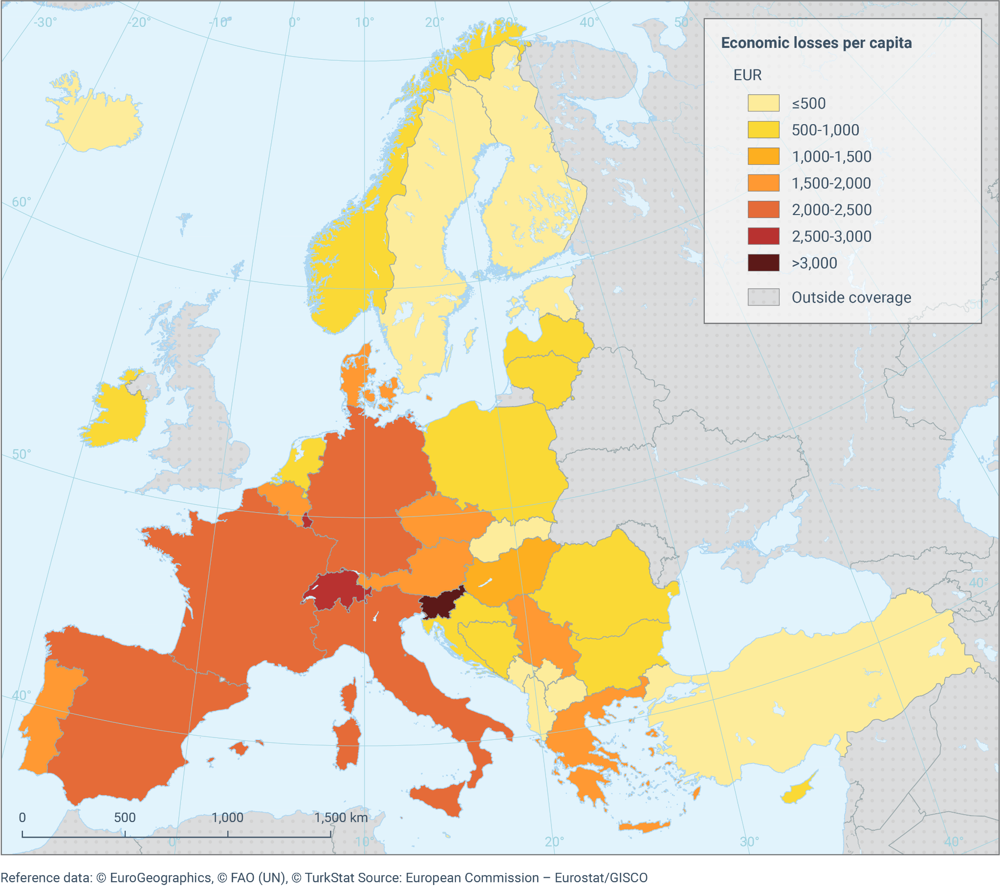 -30° -20° -10° 0° 10° 20° 30° 40° 50° 60° 70°
Economic losses per capita
EUR
≤500
500-1,000
1,000-1,500
1,500-2,000
2,000-2,500
2,500-3,000
>3,000
Outside coverage
60°
50°
50°
40°
40°
0 500 1,000 1,500 km
0° 10° 20° 30° 40°
Reference data: © EuroGeographics, © FAO (UN), © TurkStat Source: European Commission – Eurostat/GISCO